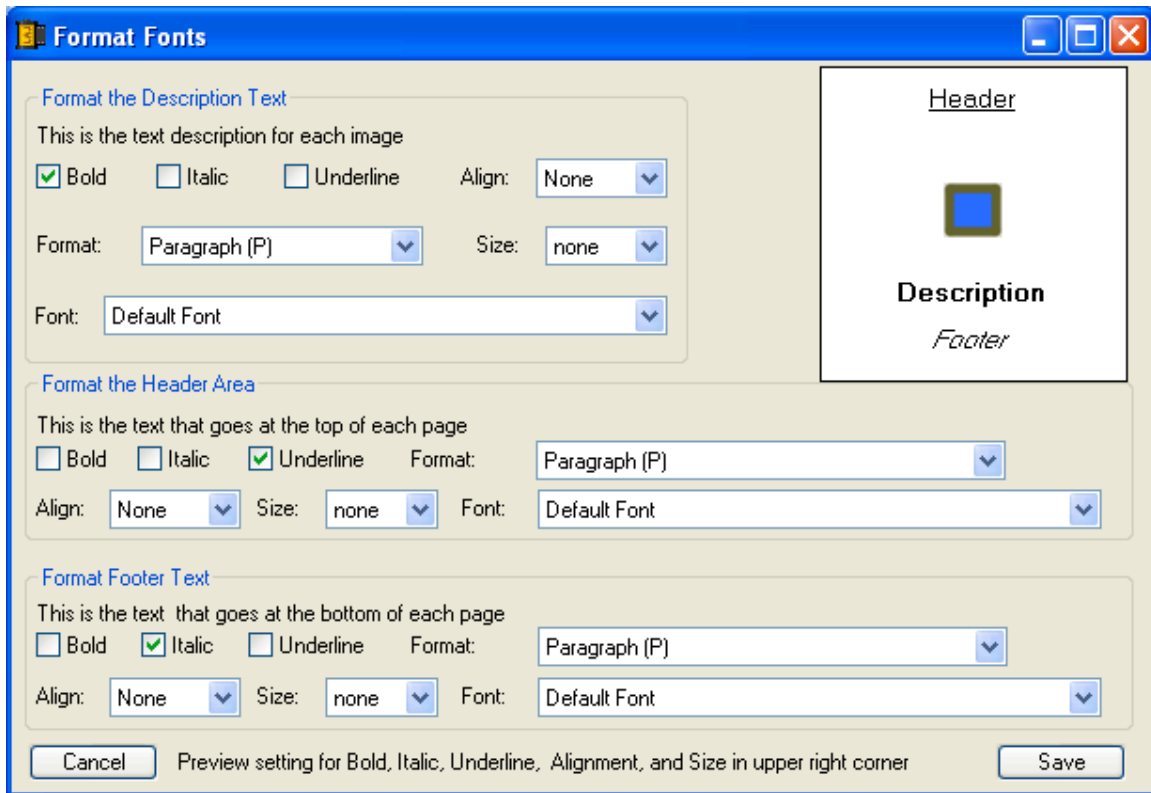 Format Fonts
Format the Description Text
This is the text description for each image
Bold Italic Underline Align: None
Format: Paragraph (P) Size: none
Font: Default Font
Header
Description
Footer
Format the Header Area
This is the text that goes at the top of each page
Bold Italic Underline Format: Paragraph (P)
Align: None Size: none Font: Default Font
Format Footer Text
This is the text  that goes at the bottom of each page
Bold Italic Underline Format: Paragraph (P)
Align: None Size: none Font: Default Font
Cancel Preview setting for Bold, Italic, Underline,  Alignment, and Size in upper right corner Save